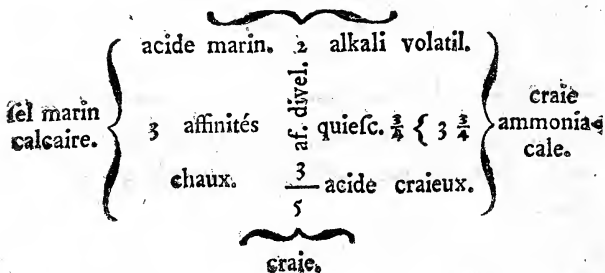 acide marin. 2 alkali volatil.
ſel marin calcaire.
3 affinités af. divel. quieſc. 3/4 { 3 3/4
craie ammoniacale.
chaux. 3 acide craieux.
5
craie.